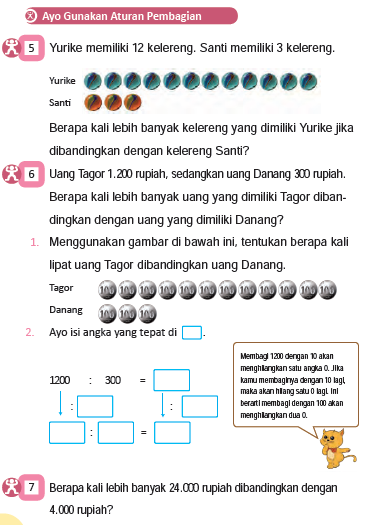 Ayo Gunakan Aturan Pembagian
5 Yurike memiliki 12 kelereng. Santi memiliki 3 kelereng.
Yurike
Santi
Berapa kali lebih banyak kelereng yang dimiliki Yurike jika
dibandingkan dengan kelereng Santi?
6 Uang Tagor 1.200 rupiah, sedangkan uang Danang 300 rupiah.
Berapa kali lebih banyak uang yang dimiliki Tagor diban-
dingkan dengan uang yang dimiliki Danang?
1. Menggunakan gambar di bawah ini, tentukan berapa kali
lipat uang Tagor dibandingkan uang Danang.
Tagor 100 100 100 100 100 100 100 100 100 100 100 100
Danang 100 100 100
2. Ayo isi angka yang tepat di .
Membagi 1200 dengan 10 akan
menghilangkan satu angka 0. Jika
kamu membaginya dengan 10 lagi,
maka akan hilang satu 0 lagi. Ini
berarti membagi dengan 100 akan
menghilangkan dua 0.
1200 : 300 =
: :
: =
7 Berapa kali lebih banyak 24.000 rupiah dibandingkan dengan
4.000 rupiah?